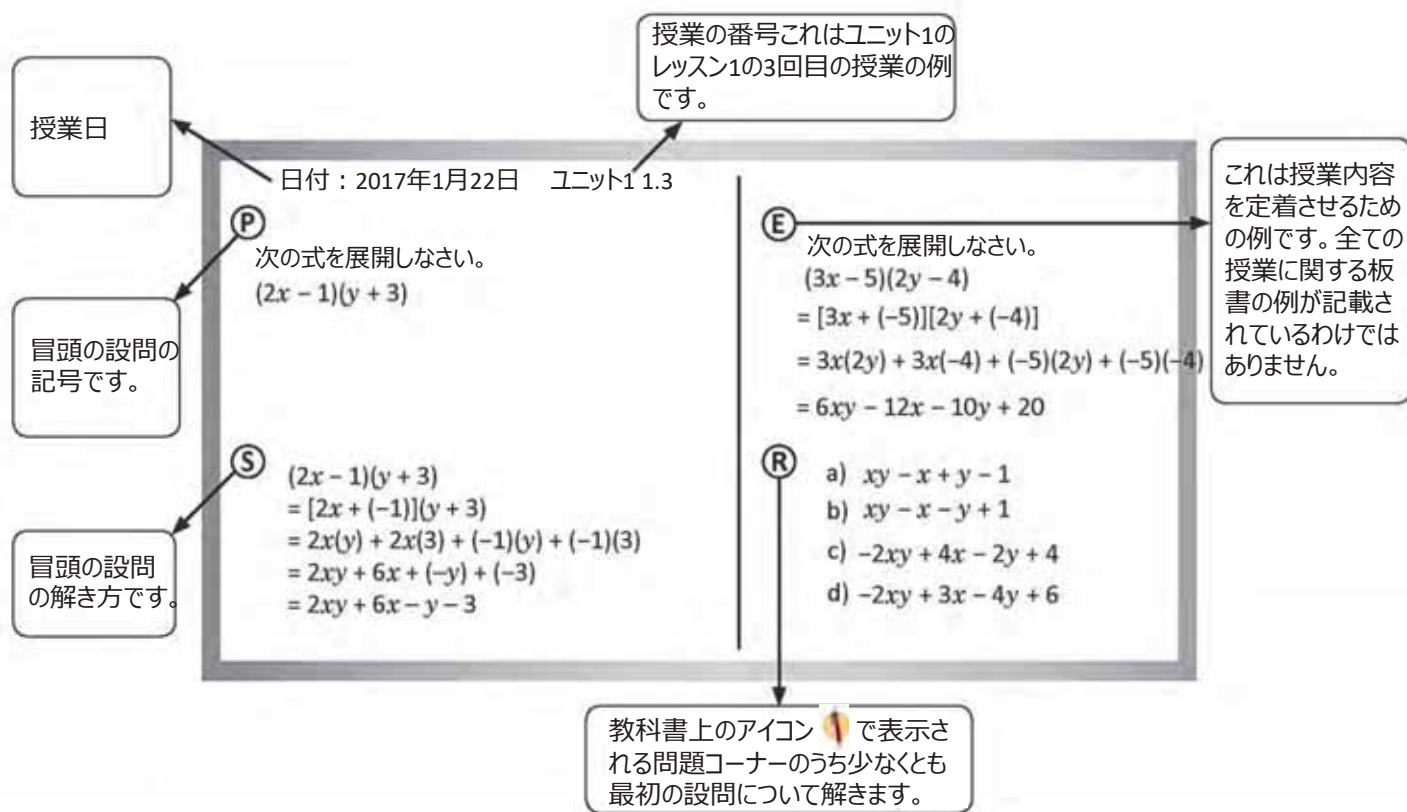 授業の番号これはユニット1の
レッスン1の3回目の授業の例
です。
授業日
日付：2017年1月22日 ユニット1 1.3
P
次の式を展開しなさい。
(2x − 1)(y + 3)
冒頭の設問の
記号です。
S
(2x − 1)(y + 3)
= [2x + (−1)](y + 3)
= 2x(y) + 2x(3) + (−1)(y) + (−1)(3)
= 2xy + 6x + (−y) + (−3)
= 2xy + 6x − y − 3
冒頭の設問
の解き方です。
E
次の式を展開しなさい。
(3x − 5)(2y − 4)
= [3x + (−5)][2y + (−4)]
= 3x(2y) + 3x(−4) + (−5)(2y) + (−5)(−4)
= 6xy − 12x − 10y + 20
これは授業内容
を定着させるため
の例です。全ての
授業に関する板
書の例が記載さ
れているわけでは
ありません。
R
a) xy − x + y − 1
b) xy − x − y + 1
c) −2xy + 4x − 2y + 4
d) −2xy + 3x − 4y + 6
教科書上のアイコン で表示さ
れる問題コーナーのうち少なくとも
最初の設問について解きます。